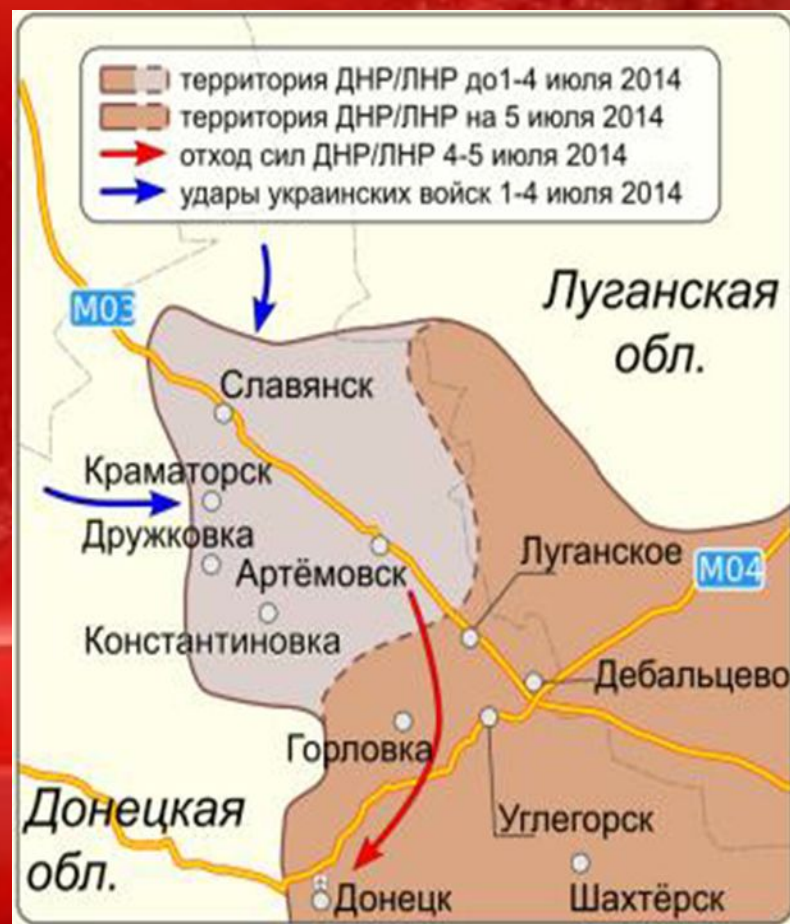 территория ДНР/ЛНР до1-4 июля 2014
территория ДНР/ЛНР на 5 июля 2014
отход сил ДНР/ЛНР 4-5 июля 2014
удары украинских войск 1-4 июля 2014
M03
Луганская
обл.
Славянск
Краматорск
Дружковка
Артёмовск
Луганское
M04
Константиновка
Дебальцево
Горловка
Донецкая
обл.
Углегорск
Донецк
Шахтёрск